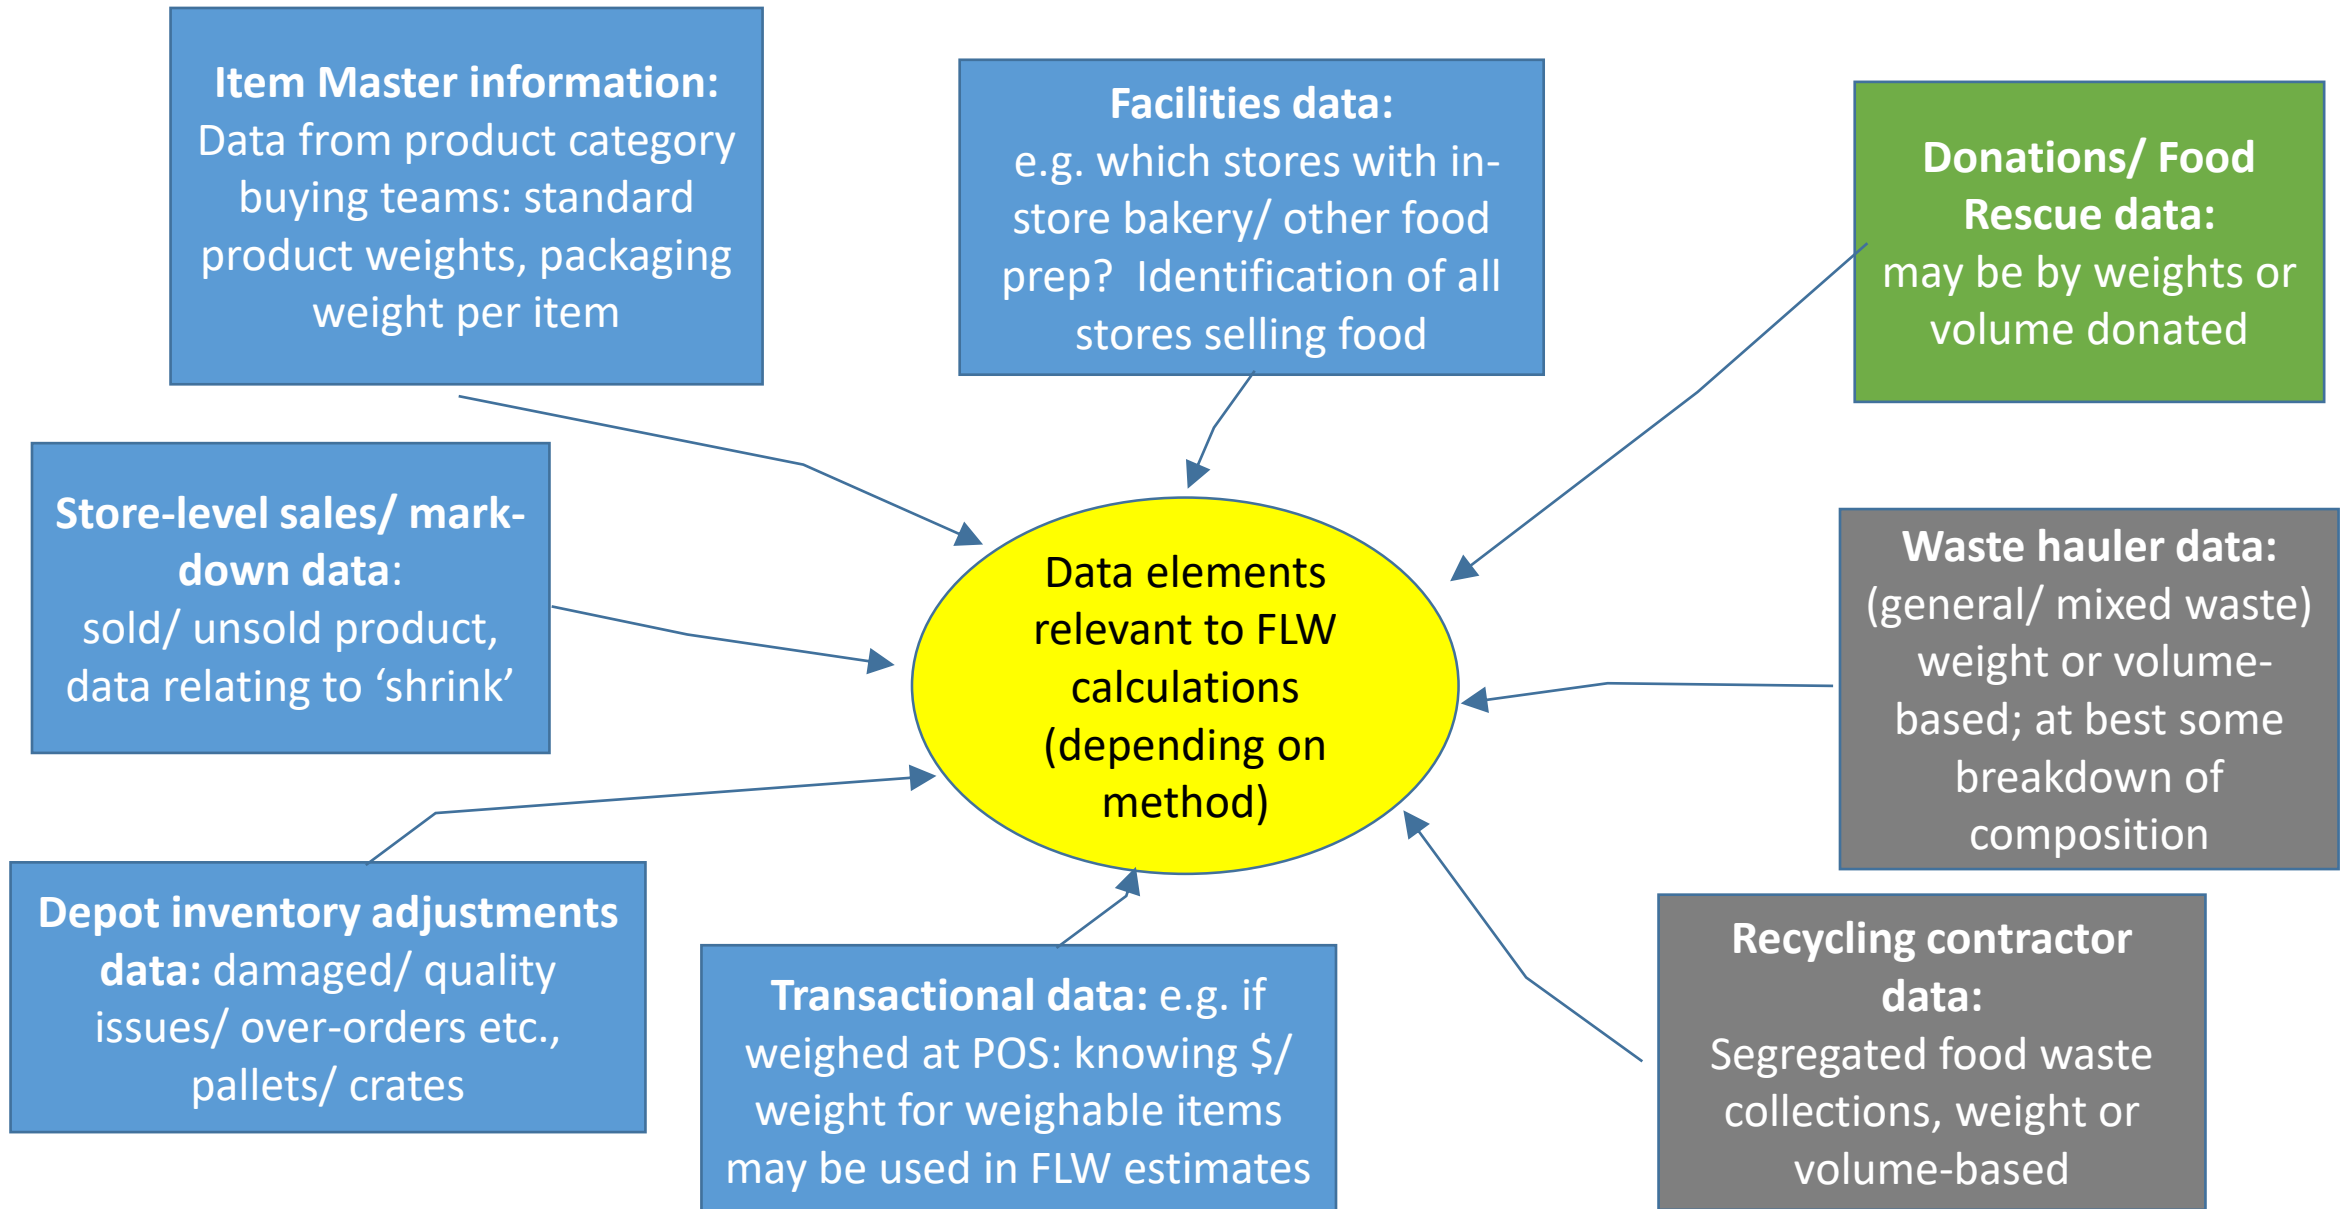 Item Master information:
Data from product category
buying teams: standard
product weights, packaging
weight per item
Facilities data:
e.g. which stores with in-
store bakery/ other food
prep?  Identification of all
stores selling food
Donations/ Food
Rescue data:
may be by weights or
volume donated
Store-level sales/ mark-
down data:
sold/ unsold product,
data relating to ‘shrink’
Data elements
relevant to FLW
calculations
(depending on
method)
Waste hauler data:
(general/ mixed waste)
weight or volume-
based; at best some
breakdown of
composition
Depot inventory adjustments
data: damaged/ quality
issues/ over-orders etc.,
pallets/ crates
Transactional data: e.g. if
weighed at POS: knowing $/
weight for weighable items
may be used in FLW estimates
Recycling contractor
data:
Segregated food waste
collections, weight or
volume-based